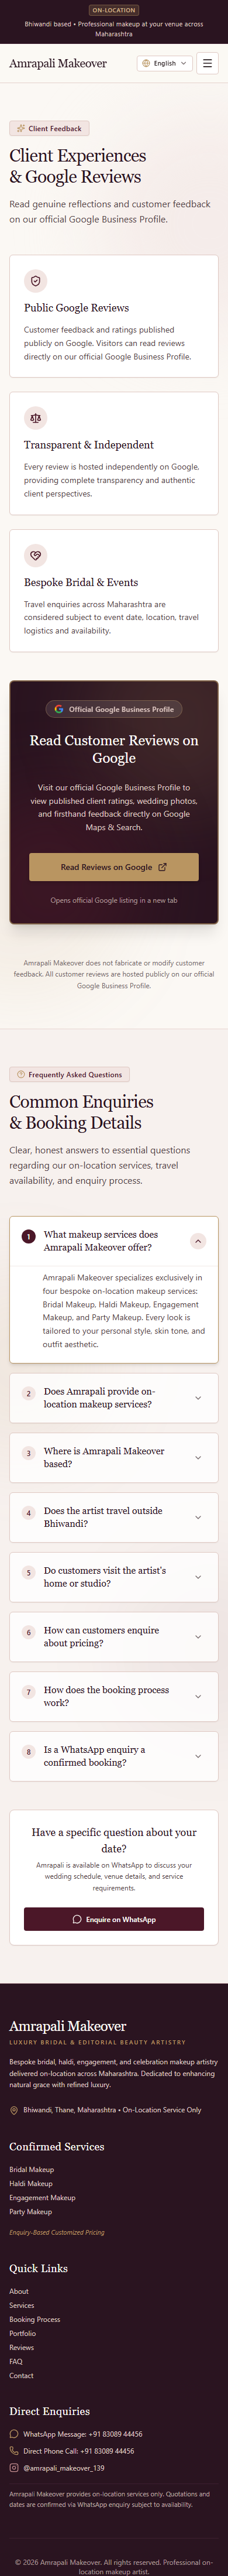 ON-LOCATION
Bhiwandi based • Professional makeup at your venue across
Maharashtra
Amrapali Makeover
English
Client Feedback
Client Experiences
& Google Reviews
Read genuine reflections and customer feedback
on our official Google Business Profile.
Public Google Reviews
Customer feedback and ratings published
publicly on Google. Visitors can read reviews
directly on our official Google Business Profile.
Transparent & Independent
Every review is hosted independently on Google,
providing complete transparency and authentic
client perspectives.
Bespoke Bridal & Events
Travel enquiries across Maharashtra are
considered subject to event date, location, travel
logistics and availability.
Official Google Business Profile
Read Customer Reviews on
Google
Visit our official Google Business Profile to
view published client ratings, wedding photos,
and firsthand feedback directly on Google
Maps & Search.
Read Reviews on Google
Opens official Google listing in a new tab
Amrapali Makeover does not fabricate or modify customer
feedback. All customer reviews are hosted publicly on our official
Google Business Profile.
Frequently Asked Questions
Common Enquiries
& Booking Details
Clear, honest answers to essential questions
regarding our on-location services, travel
availability, and enquiry process.
1 What makeup services does
Amrapali Makeover offer?
Amrapali Makeover specializes exclusively in
four bespoke on-location makeup services:
Bridal Makeup, Haldi Makeup, Engagement
Makeup, and Party Makeup. Every look is
tailored to your personal style, skin tone, and
outfit aesthetic.
2 Does Amrapali provide on-
location makeup services?
3 Where is Amrapali Makeover
based?
4 Does the artist travel outside
Bhiwandi?
5 Do customers visit the artist's
home or studio?
6 How can customers enquire
about pricing?
7 How does the booking process
work?
8 Is a WhatsApp enquiry a
confirmed booking?
Have a specific question about your
date?
Amrapali is available on WhatsApp to discuss your
wedding schedule, venue details, and service
requirements.
Enquire on WhatsApp
Amrapali Makeover
LUXURY BRIDAL & EDITORIAL BEAUTY ARTISTRY
Bespoke bridal, haldi, engagement, and celebration makeup artistry
delivered on-location across Maharashtra. Dedicated to enhancing
natural grace with refined luxury.
Bhiwandi, Thane, Maharashtra • On-Location Service Only
Confirmed Services
Bridal Makeup
Haldi Makeup
Engagement Makeup
Party Makeup
Enquiry-Based Customized Pricing
Quick Links
About
Services
Booking Process
Portfolio
Reviews
FAQ
Contact
Direct Enquiries
WhatsApp Message: +91 83089 44456
Direct Phone Call: +91 83089 44456
@amrapali_makeover_139
Amrapali Makeover provides on-location services only. Quotations and
dates are confirmed via WhatsApp enquiry subject to availability.
© 2026 Amrapali Makeover. All rights reserved. Professional on-
location makeup artist.